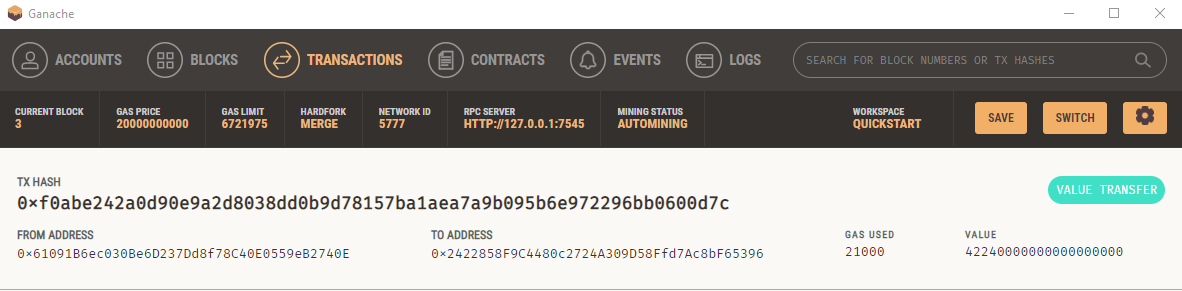 Ganache
ACCOUNTS BLOCKS TRANSACTIONS CONTRACTS EVENTS LOGS SEARCH FOR BLOCK NUMBERS OR TX HASHES
CURRENT BLOCK GAS PRICE GAS LIMIT HARDFORK NETWORK ID RPC SERVER MINING STATUS WORKSPACE
3 20000000000 6721975 MERGE 5777 HTTP://127.0.0.1:7545 AUTOMINING QUICKSTART SAVE SWITCH
TX HASH
0×f0abe242a0d90e9a2d8038dd0b9d78157ba1aea7a9b095b6e972296bb0600d7c VALUE TRANSFER
FROM ADDRESS TO ADDRESS GAS USED VALUE
0×61091B6ec030Be6D237Dd8f78C40E0559eB2740E 0×2422858F9C4480c2724A309D58Ffd7Ac8bF65396 21000 42240000000000000000